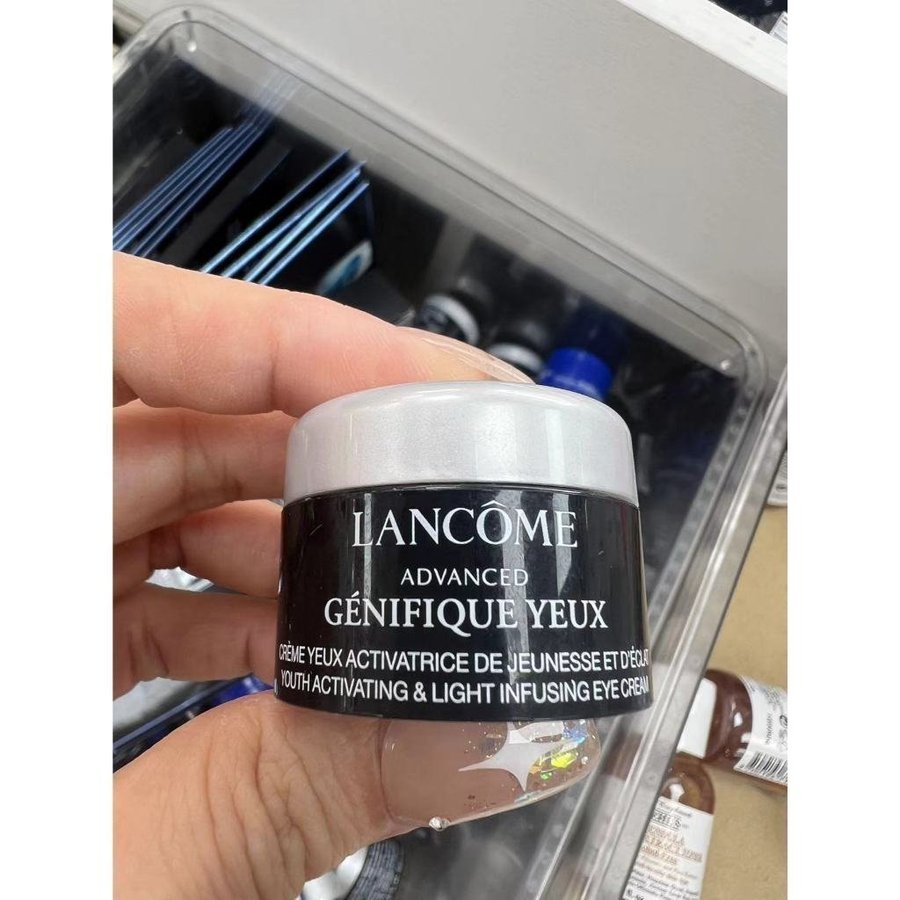 LANCÔME
ADVANCED
GÉNIFIQUE YEUX
CRÈME YEUX ACTIVATRICE DE JEUNESSE ET D'ÉCLAT
YOUTH ACTIVATING & LIGHT INFUSING EYE CREAM